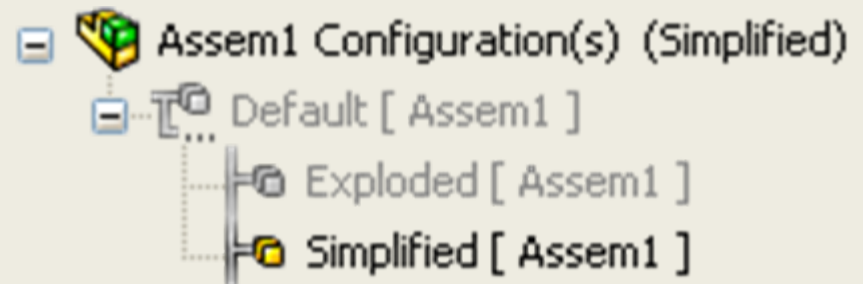 Assem1 Configuration(s) (Simplified)
Default [ Assem1 ]
Exploded [ Assem1 ]
Simplified [ Assem1 ]